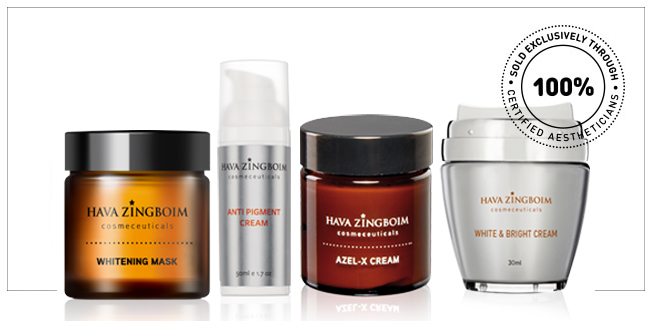 SOLD EXCLUSIVELY THROUGH
100%
CERTIFIED AESTHETICIANS
HAVA ZINGBOIM
cosmeceuticals
WHITENING MASK
HAVA ZINGBOIM
cosmeceuticals
ANTI PIGMENT
CREAM
50ml e 1.7 oz
HAVA ZINGBOIM
cosmeceuticals
AZEL-X CREAM
HAVA ZINGBOIM
cosmeceuticals
WHITE & BRIGHT CREAM
30ml